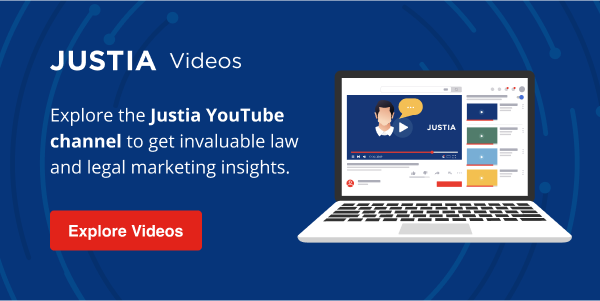 JUSTIA Videos
Explore the Justia YouTube
channel to get invaluable law
and legal marketing insights.
Explore Videos
JUSTIA